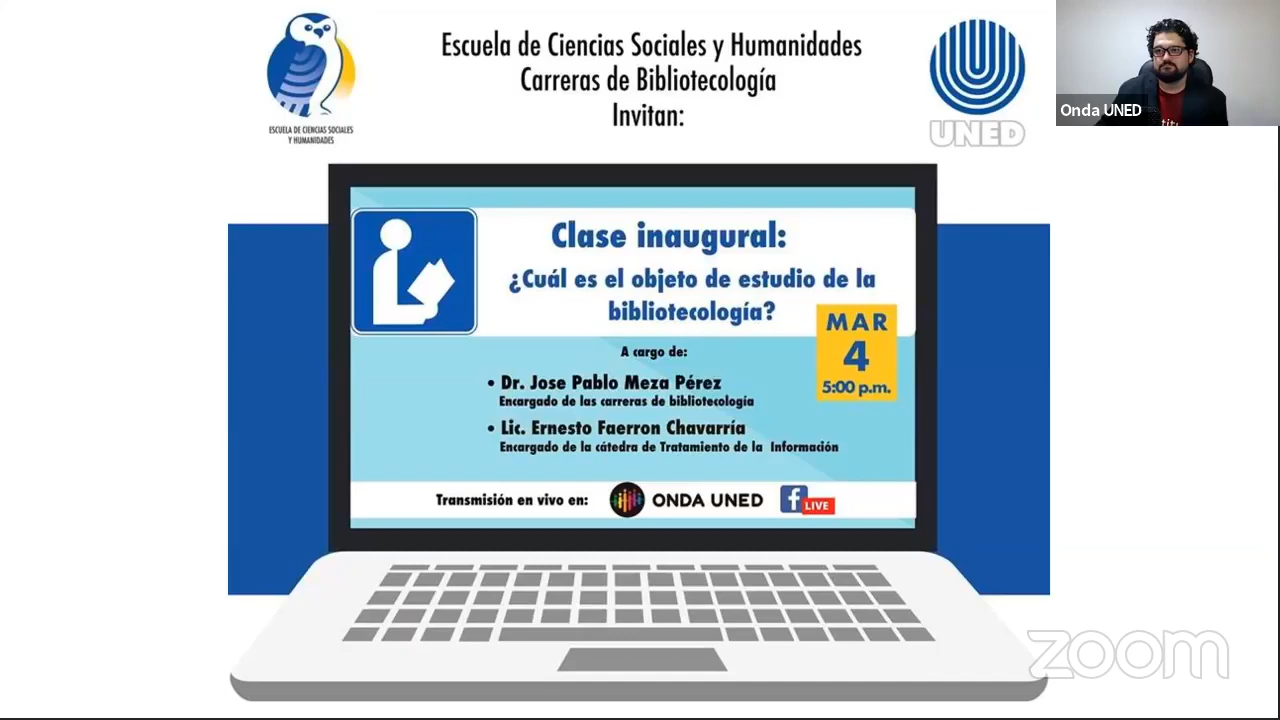 Escuela de Ciencias Sociales y Humanidades
Carreras de Bibliotecología
Invitan:
ESCUELA DE CIENCIAS SOCIALES
Y HUMANIDADES
UNED
Onda UNED
Clase inaugural:
¿Cuál es el objeto de estudio de la
bibliotecología?
MAR
4
5:00 p.m.
A cargo de:
• Dr. Jose Pablo Meza Pérez
Encargado de las carreras de bibliotecología
• Lic. Ernesto Faerron Chavarría
Encargado de la cátedra de Tratamiento de la Información
Transmisión en vivo en: ONDA UNED f LIVE
zoom